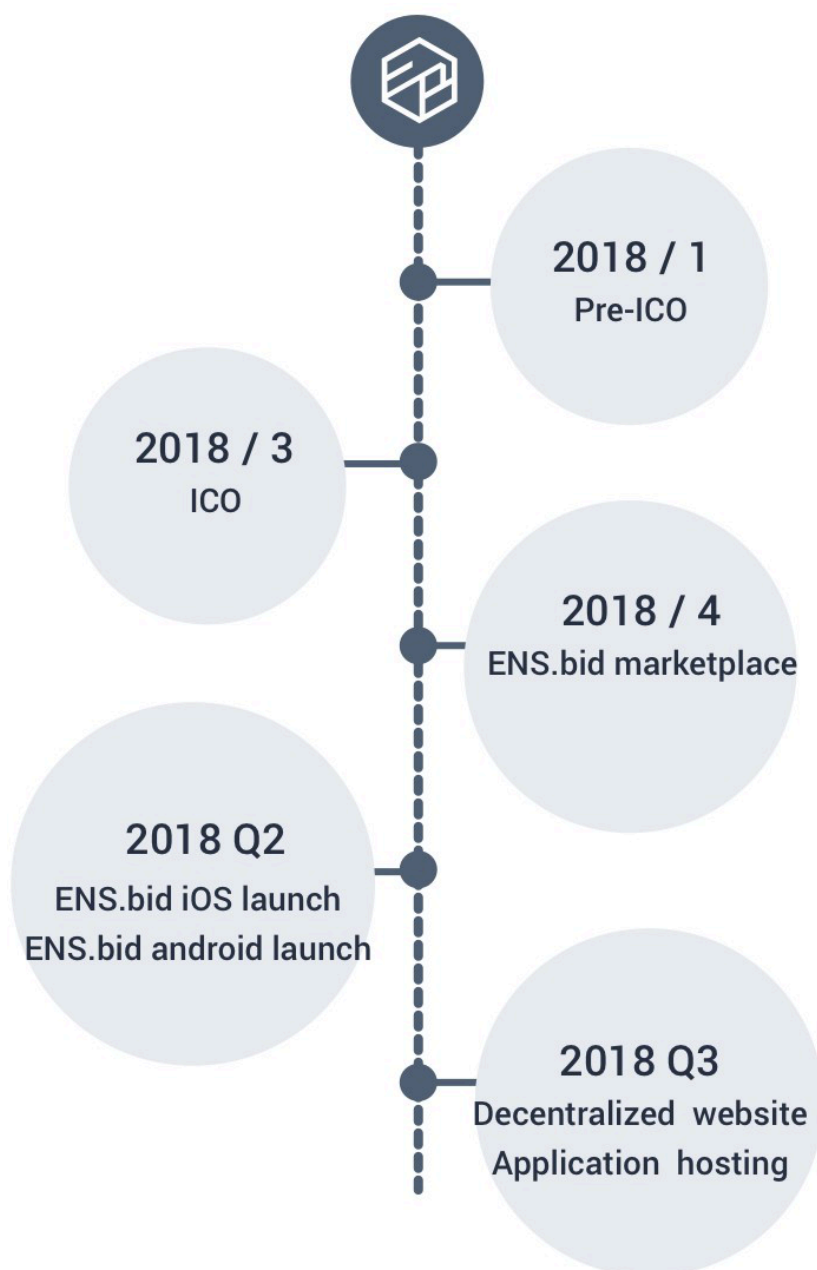 2018 / 1
Pre-ICO
2018 / 3
ICO
2018 / 4
ENS.bid marketplace
2018 Q2
ENS.bid iOS launch
ENS.bid android launch
2018 Q3
Decentralized website
Application hosting